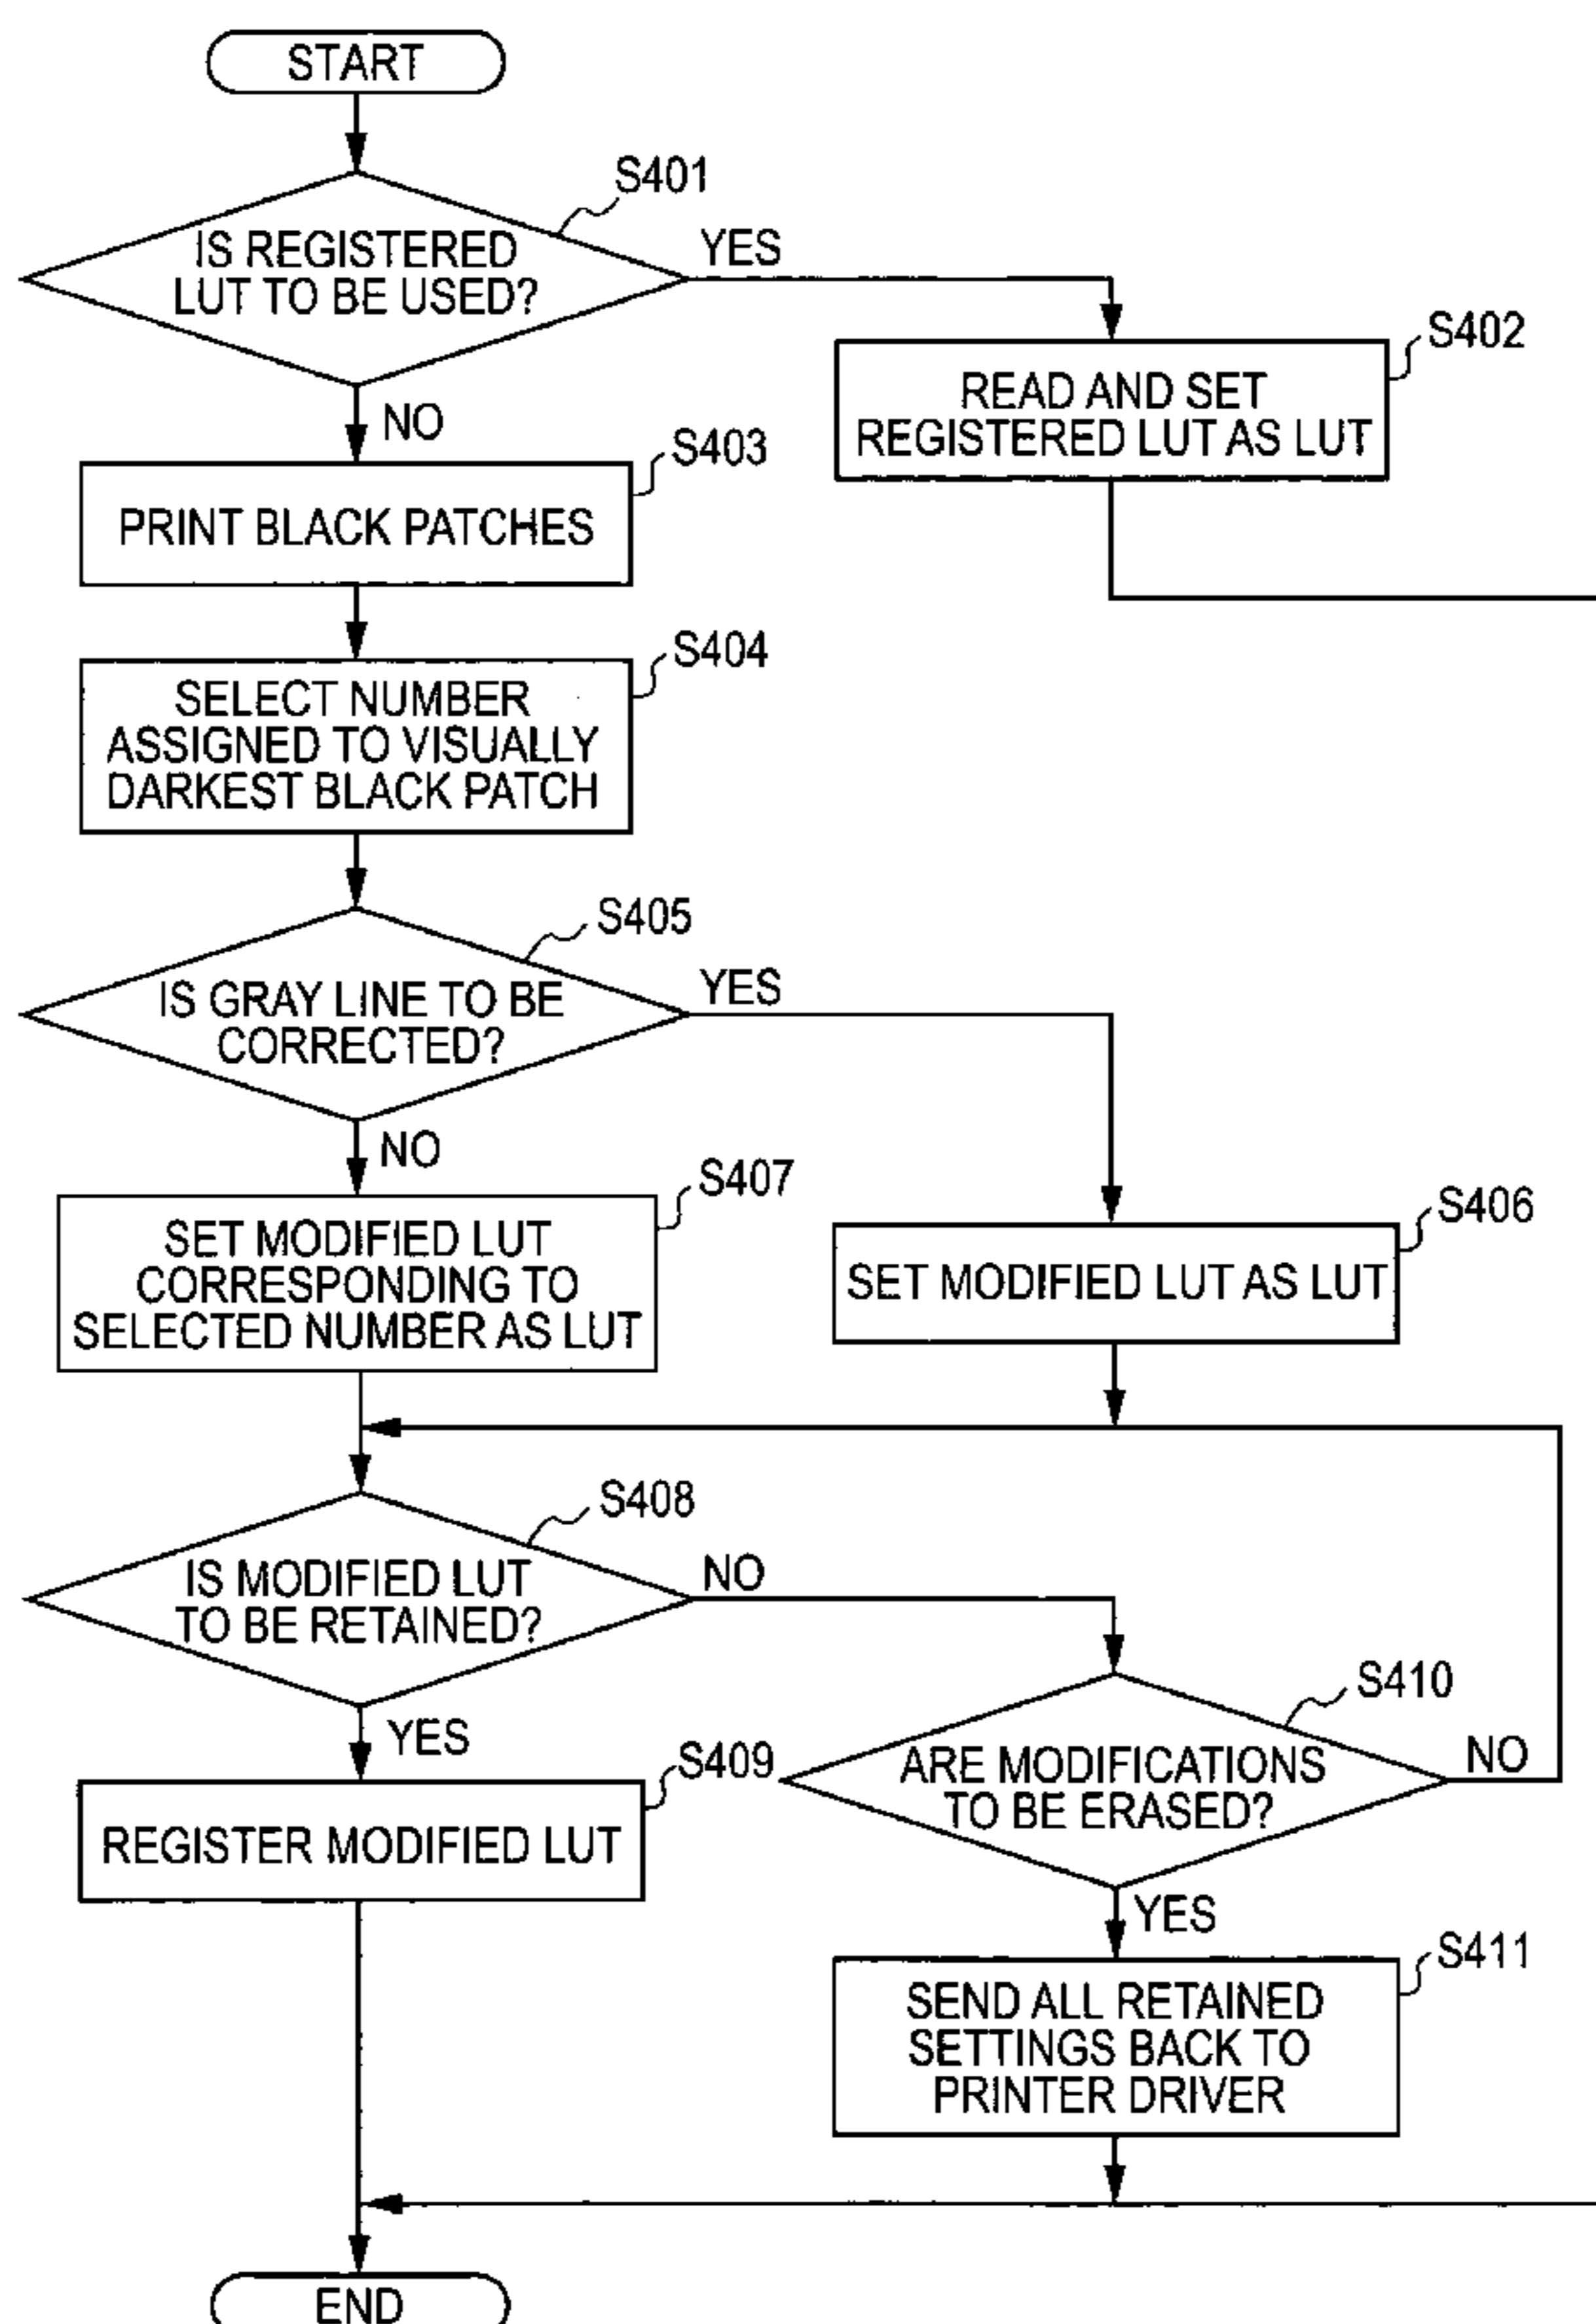 START
S401
IS REGISTERED
LUT TO BE USED?
YES
S402
READ AND SET
REGISTERED LUT AS LUT
NO
S403
PRINT BLACK PATCHES
S404
SELECT NUMBER
ASSIGNED TO VISUALLY
DARKEST BLACK PATCH
S405
IS GRAY LINE TO BE
CORRECTED?
YES
NO
S407
SET MODIFIED LUT
CORRESPONDING TO
SELECTED NUMBER AS LUT
S406
SET MODIFIED LUT AS LUT
S408
IS MODIFIED LUT
TO BE RETAINED?
NO
YES
S409
REGISTER MODIFIED LUT
S410
ARE MODIFICATIONS
TO BE ERASED?
NO
YES
S411
SEND ALL RETAINED
SETTINGS BACK TO
PRINTER DRIVER
END